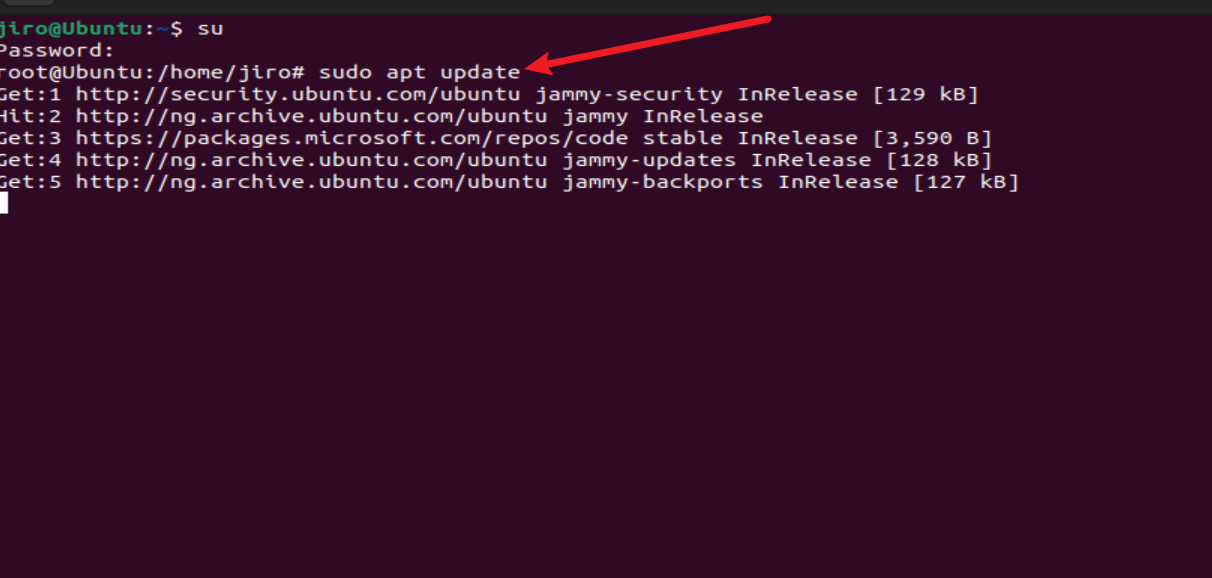 jiro@Ubuntu:~$ su
Password:
root@Ubuntu:/home/jiro# sudo apt update
Get:1 http://security.ubuntu.com/ubuntu jammy-security InRelease [129 kB]
Hit:2 http://ng.archive.ubuntu.com/ubuntu jammy InRelease
Get:3 https://packages.microsoft.com/repos/code stable InRelease [3,590 B]
Get:4 http://ng.archive.ubuntu.com/ubuntu jammy-updates InRelease [128 kB]
Get:5 http://ng.archive.ubuntu.com/ubuntu jammy-backports InRelease [127 kB]